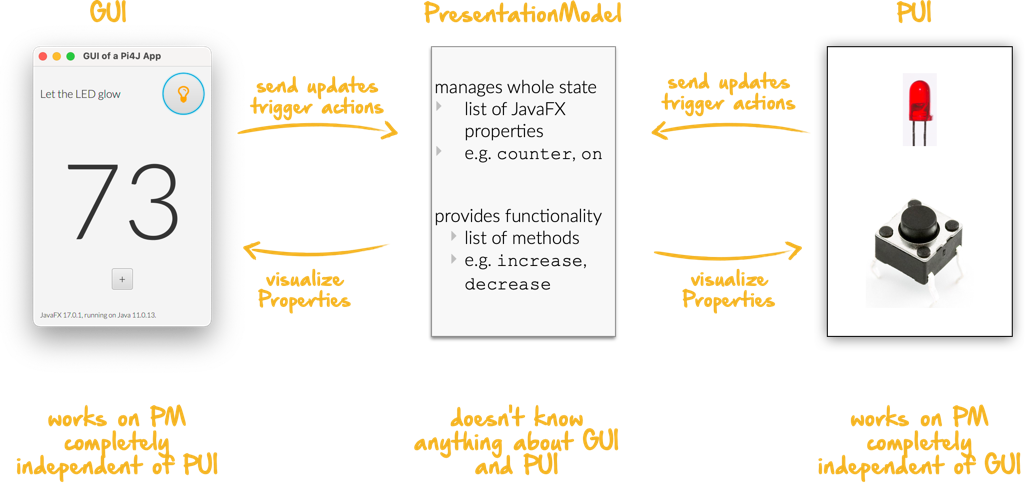 GUI
PresentationModel
PUI
GUI of a Pi4J App
Let the LED glow
73
+
JavaFX 17.0.1, running on Java 11.0.13.
send updates
trigger actions
visualize
Properties
manages whole state
list of JavaFX
properties
e.g. counter, on
provides functionality
list of methods
e.g. increase,
decrease
send updates
trigger actions
visualize
Properties
works on PM
completely
independent of PUI
doesn't know
anything about GUI
and PUI
works on PM
completely
independent of GUI